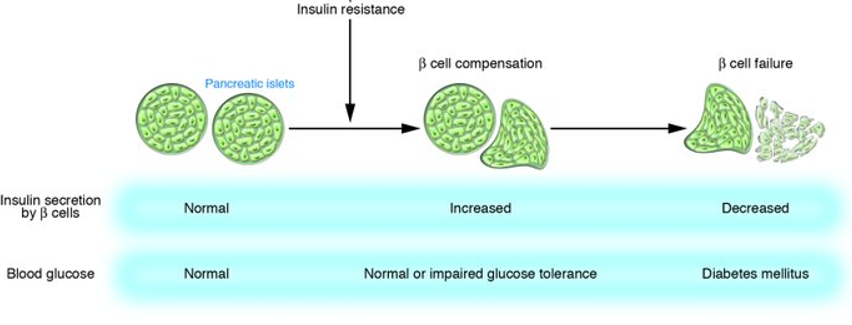 Insulin resistance
β cell compensation
β cell failure
Pancreatic islets
Insulin secretion
by β cells
Normal
Increased
Decreased
Blood glucose
Normal
Normal or impaired glucose tolerance
Diabetes mellitus